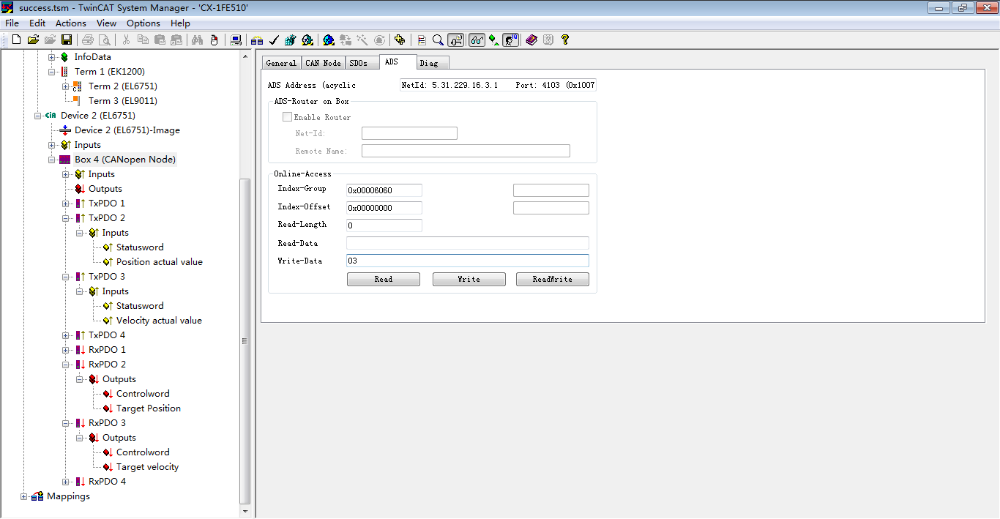 success.tsm - TwinCAT System Manager - 'CX-1FE510'
File Edit Actions View Options Help
InfoData
Term 1 (EK1200)
Term 2 (EL6751)
Term 3 (EL9011)
Device 2 (EL6751)
Device 2 (EL6751)-Image
Inputs
Box 4 (CANopen Node)
Inputs
Outputs
TxPDO 1
TxPDO 2
Inputs
Statusword
Position actual value
TxPDO 3
Inputs
Statusword
Velocity actual value
TxPDO 4
RxPDO 1
RxPDO 2
Outputs
Controlword
Target Position
RxPDO 3
Outputs
Controlword
Target velocity
RxPDO 4
Mappings
General CAN Node SDOs ADS Diag
ADS Address (acyclic NetId: 5.31.229.16.3.1 Port: 4103 (0x1007
ADS-Router on Box
Enable Router
Net-Id:
Remote Name:
Online-Access
Index-Group 0x00006060
Index-Offset 0x00000000
Read-Length 0
Read-Data
Write-Data 03
Read Write ReadWrite